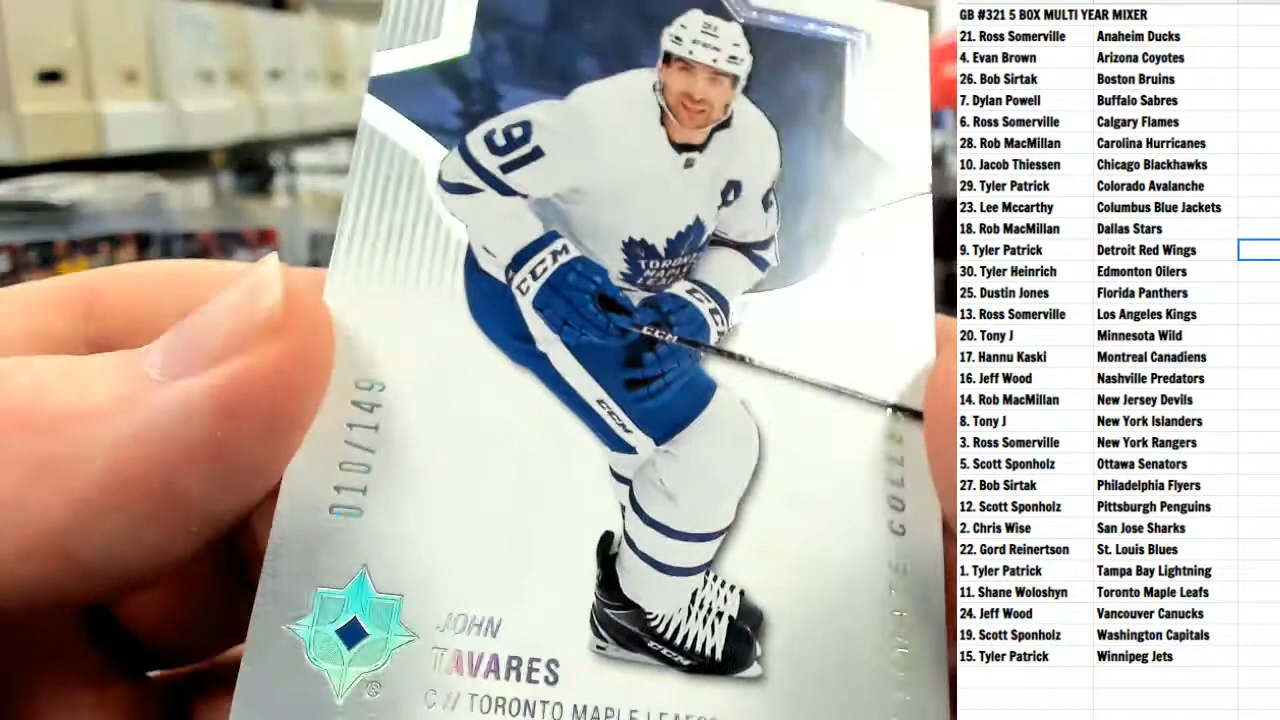 91
91
CCM
A
TORONTO
MAPLE
LEAFS
CCM
CCM
CCM
CCM
010/149
JOHN
TAVARES
C // TORONTO MAPLE LEAFS
CCM
GB #321 5 BOX MULTI YEAR MIXER
21. Ross Somerville Anaheim Ducks
4. Evan Brown Arizona Coyotes
26. Bob Sirtak Boston Bruins
7. Dylan Powell Buffalo Sabres
6. Ross Somerville Calgary Flames
28. Rob MacMillan Carolina Hurricanes
10. Jacob Thiessen Chicago Blackhawks
29. Tyler Patrick Colorado Avalanche
23. Lee Mccarthy Columbus Blue Jackets
18. Rob MacMillan Dallas Stars
9. Tyler Patrick Detroit Red Wings
30. Tyler Heinrich Edmonton Oilers
25. Dustin Jones Florida Panthers
13. Ross Somerville Los Angeles Kings
20. Tony J Minnesota Wild
17. Hannu Kaski Montreal Canadiens
16. Jeff Wood Nashville Predators
14. Rob MacMillan New Jersey Devils
8. Tony J New York Islanders
3. Ross Somerville New York Rangers
5. Scott Sponholz Ottawa Senators
27. Bob Sirtak Philadelphia Flyers
12. Scott Sponholz Pittsburgh Penguins
2. Chris Wise San Jose Sharks
22. Gord Reinertson St. Louis Blues
1. Tyler Patrick Tampa Bay Lightning
11. Shane Woloshyn Toronto Maple Leafs
24. Jeff Wood Vancouver Canucks
19. Scott Sponholz Washington Capitals
15. Tyler Patrick Winnipeg Jets